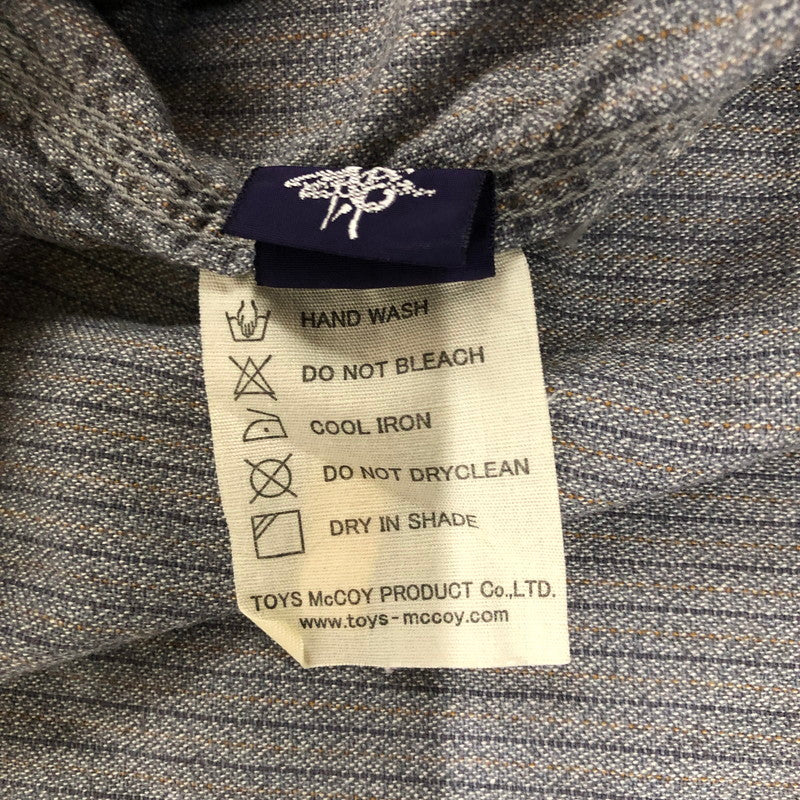 HAND WASH
DO NOT BLEACH
COOL IRON
DO NOT DRYCLEAN
DRY IN SHADE
TOYS McCOY PRODUCT Co.,LTD.
www.toys-mccoy.com